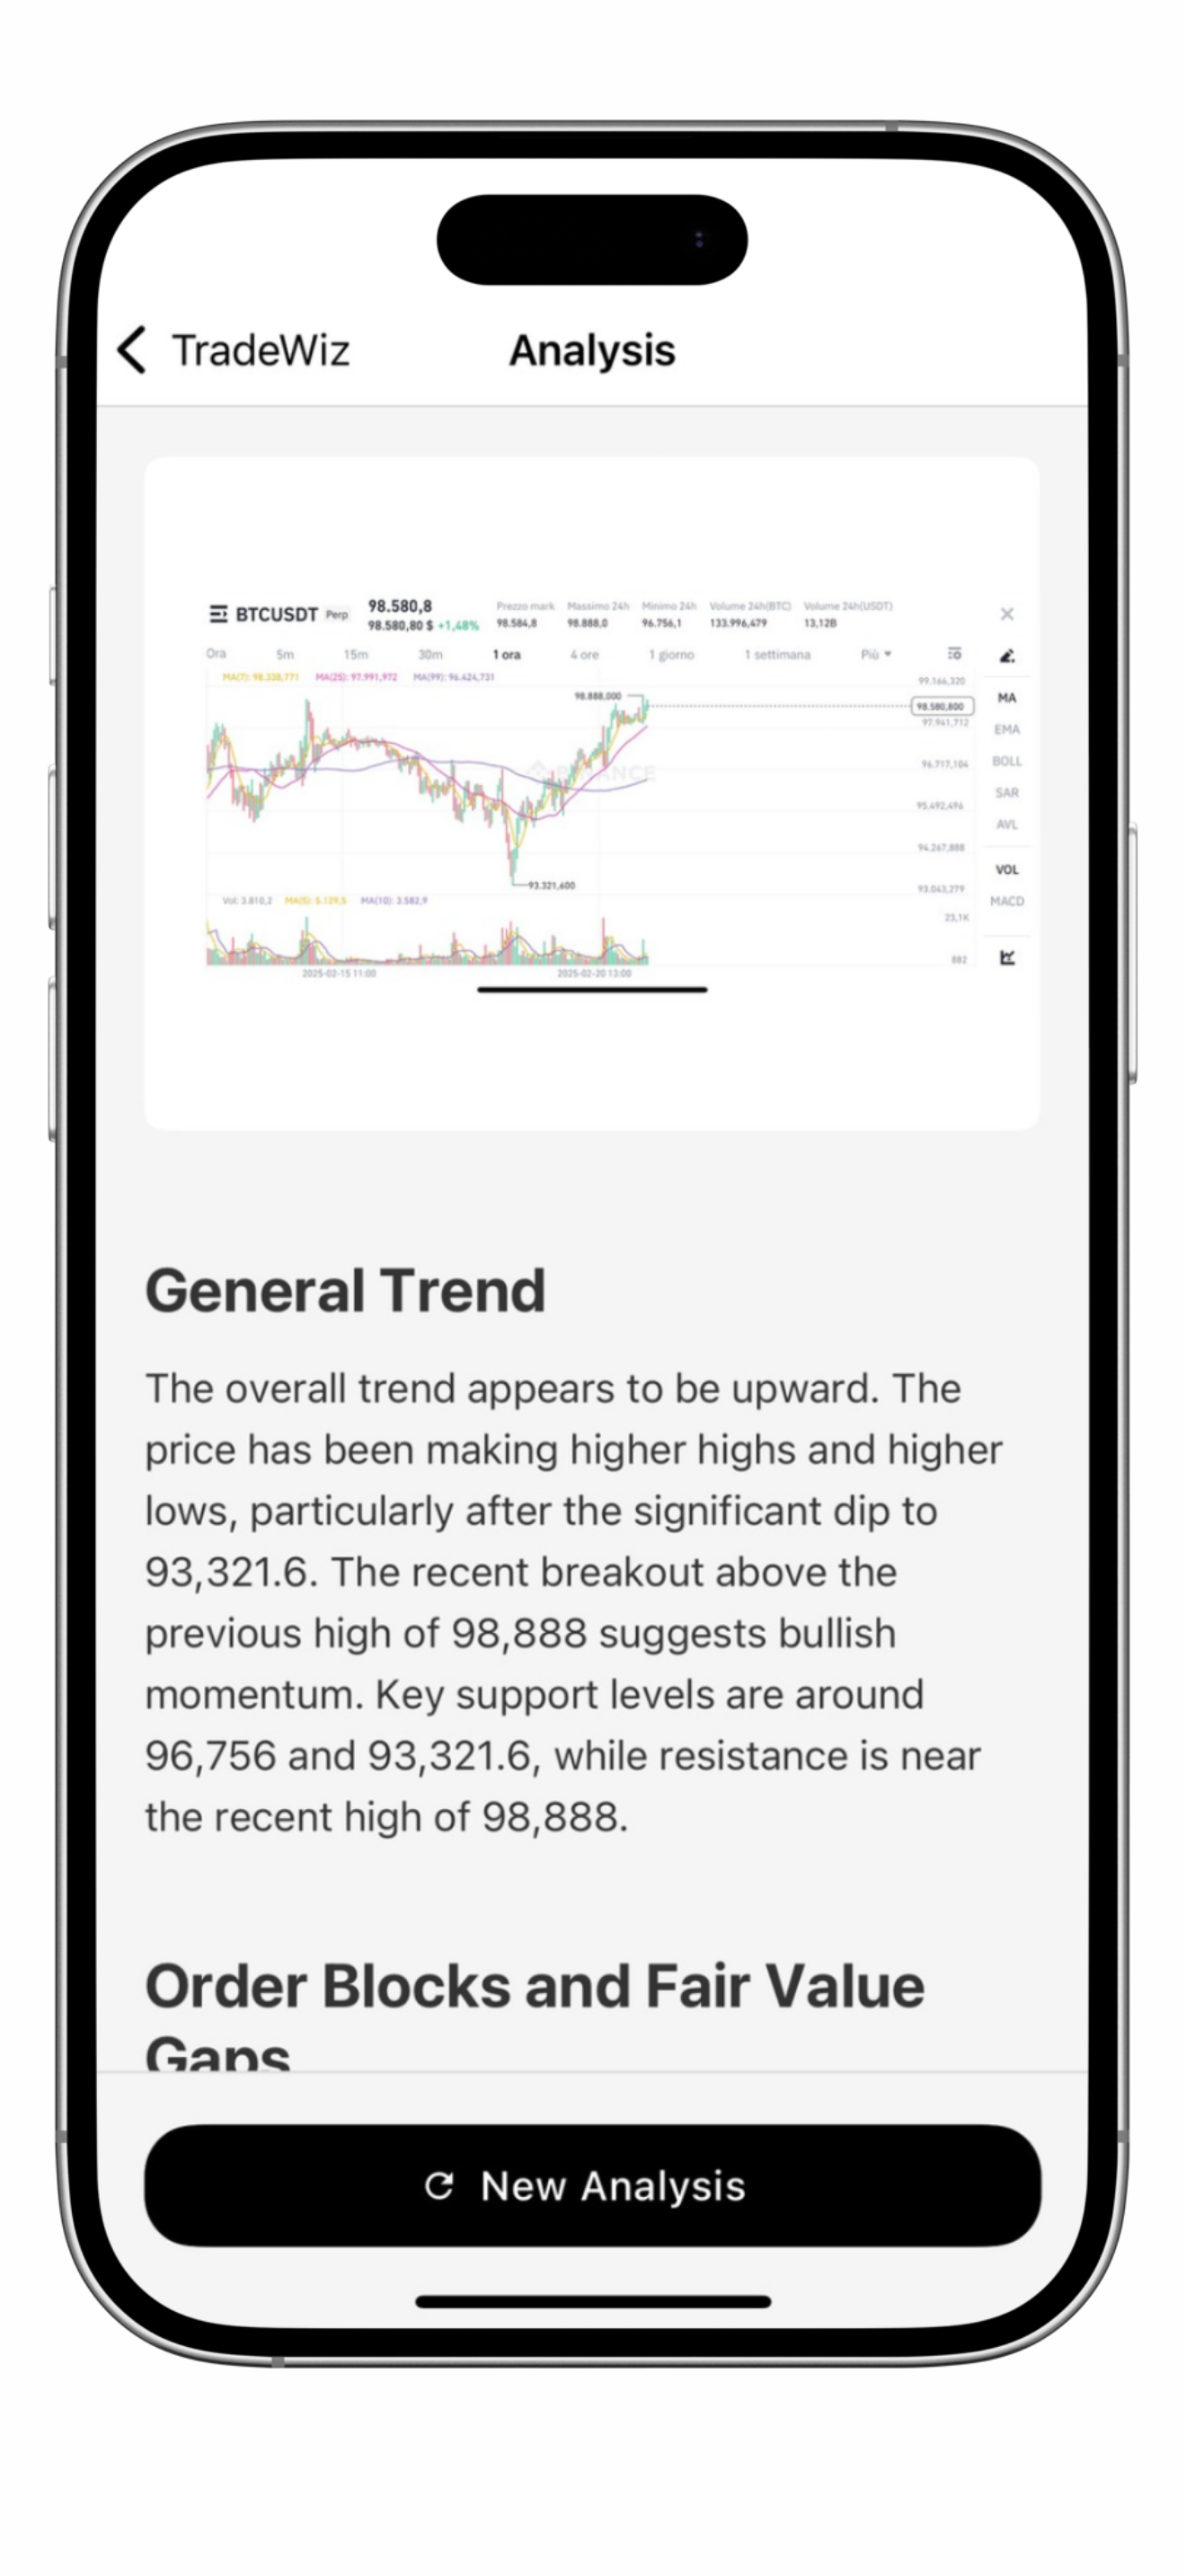 TradeWiz Analysis
BTCUSDT Perp 98.580,8 Prezzo mark Massimo 24h Minimo 24h Volume 24h(BTC) Volume 24h(USDT)
98.580,80 $ +1,48% 98.584,8 98.888,0 96.756,1 133.996,479 13,12B
Ora 5m 15m 30m 1 ora 4 ore 1 giorno 1 settimana Più
MA(7): 98.338,771 MA(25): 97.991,972 MA(99): 96.424,731
99.166,320
98.888,000
98.580,800
97.941,712
BINANCE
96.717,104
95.492,496
94.267,888
93.321,600
93.043,279
MA
EMA
BOLL
SAR
AVL
VOL
MACD
Vol: 3.810,2 MA(5): 5.129,5 MA(10): 3.582,9
23,1K
882
2025-02-15 11:00 2025-02-20 13:00
General Trend
The overall trend appears to be upward. The
price has been making higher highs and higher
lows, particularly after the significant dip to
93,321.6. The recent breakout above the
previous high of 98,888 suggests bullish
momentum. Key support levels are around
96,756 and 93,321.6, while resistance is near
the recent high of 98,888.
Order Blocks and Fair Value
Gaps
New Analysis